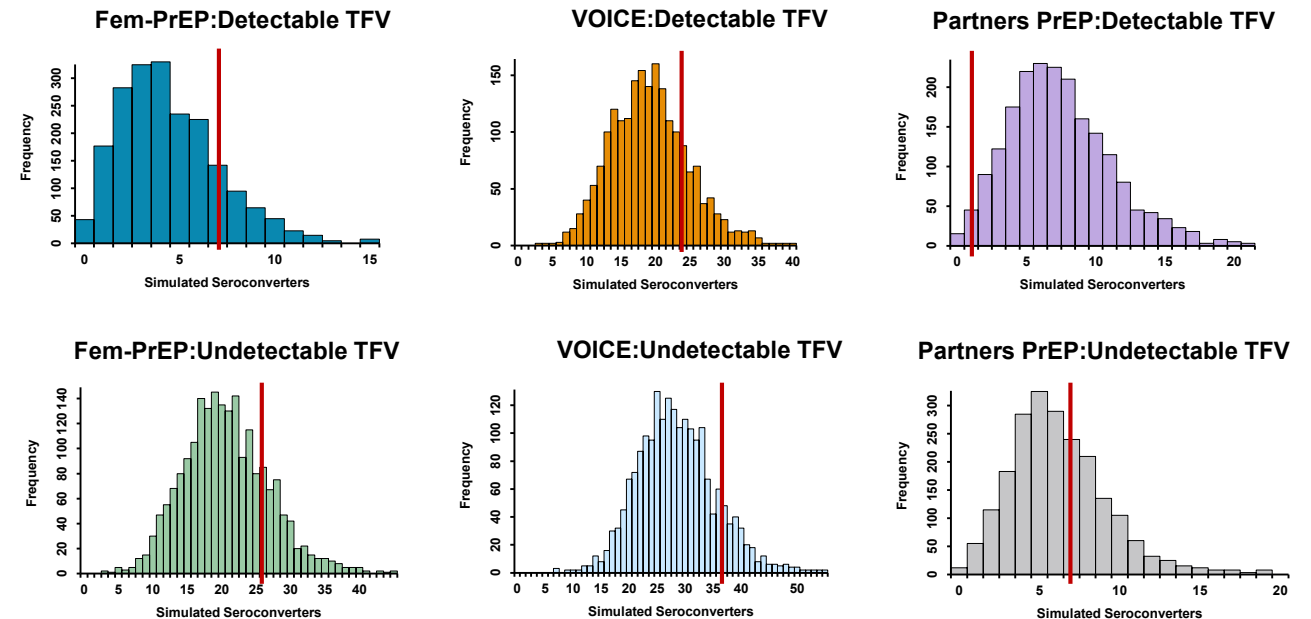 Fem-PrEP:Detectable TFV
VOICE:Detectable TFV
Partners PrEP:Detectable TFV
Frequency
0 50 100 150 200 250 300
0 5 10 15
Simulated Seroconverters
Frequency
0 50 100 150
0 5 10 15 20 25 30 35 40
Simulated Seroconverters
Frequency
0 50 100 150 200
0 5 10 15 20
Simulated Seroconverters
Fem-PrEP:Undetectable TFV
VOICE:Undetectable TFV
Partners PrEP:Undetectable TFV
Frequency
0 20 40 60 80 100 120 140
0 5 10 15 20 25 30 35 40
Simulated Seroconverters
Frequency
0 20 40 60 80 100 120
0 5 10 15 20 25 30 35 40 50
Simulated Seroconverters
Frequency
0 50 100 150 200 250 300
0 5 10 15 20
Simulated Seroconverters